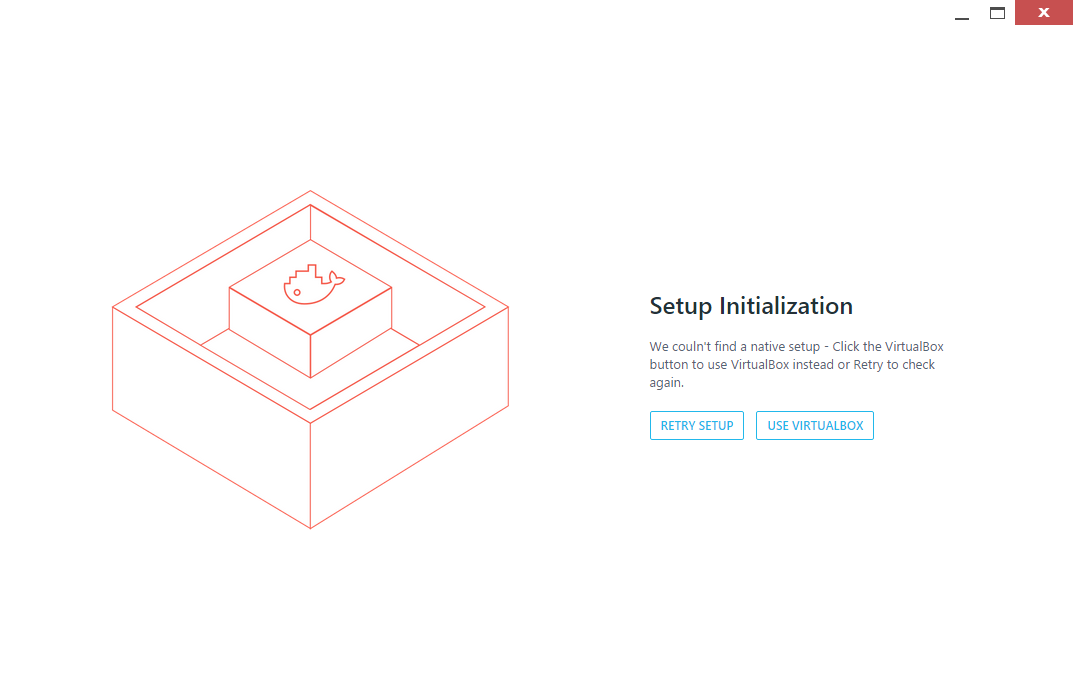 Setup Initialization
We couln't find a native setup - Click the VirtualBox
button to use VirtualBox instead or Retry to check
again.
RETRY SETUP
USE VIRTUALBOX